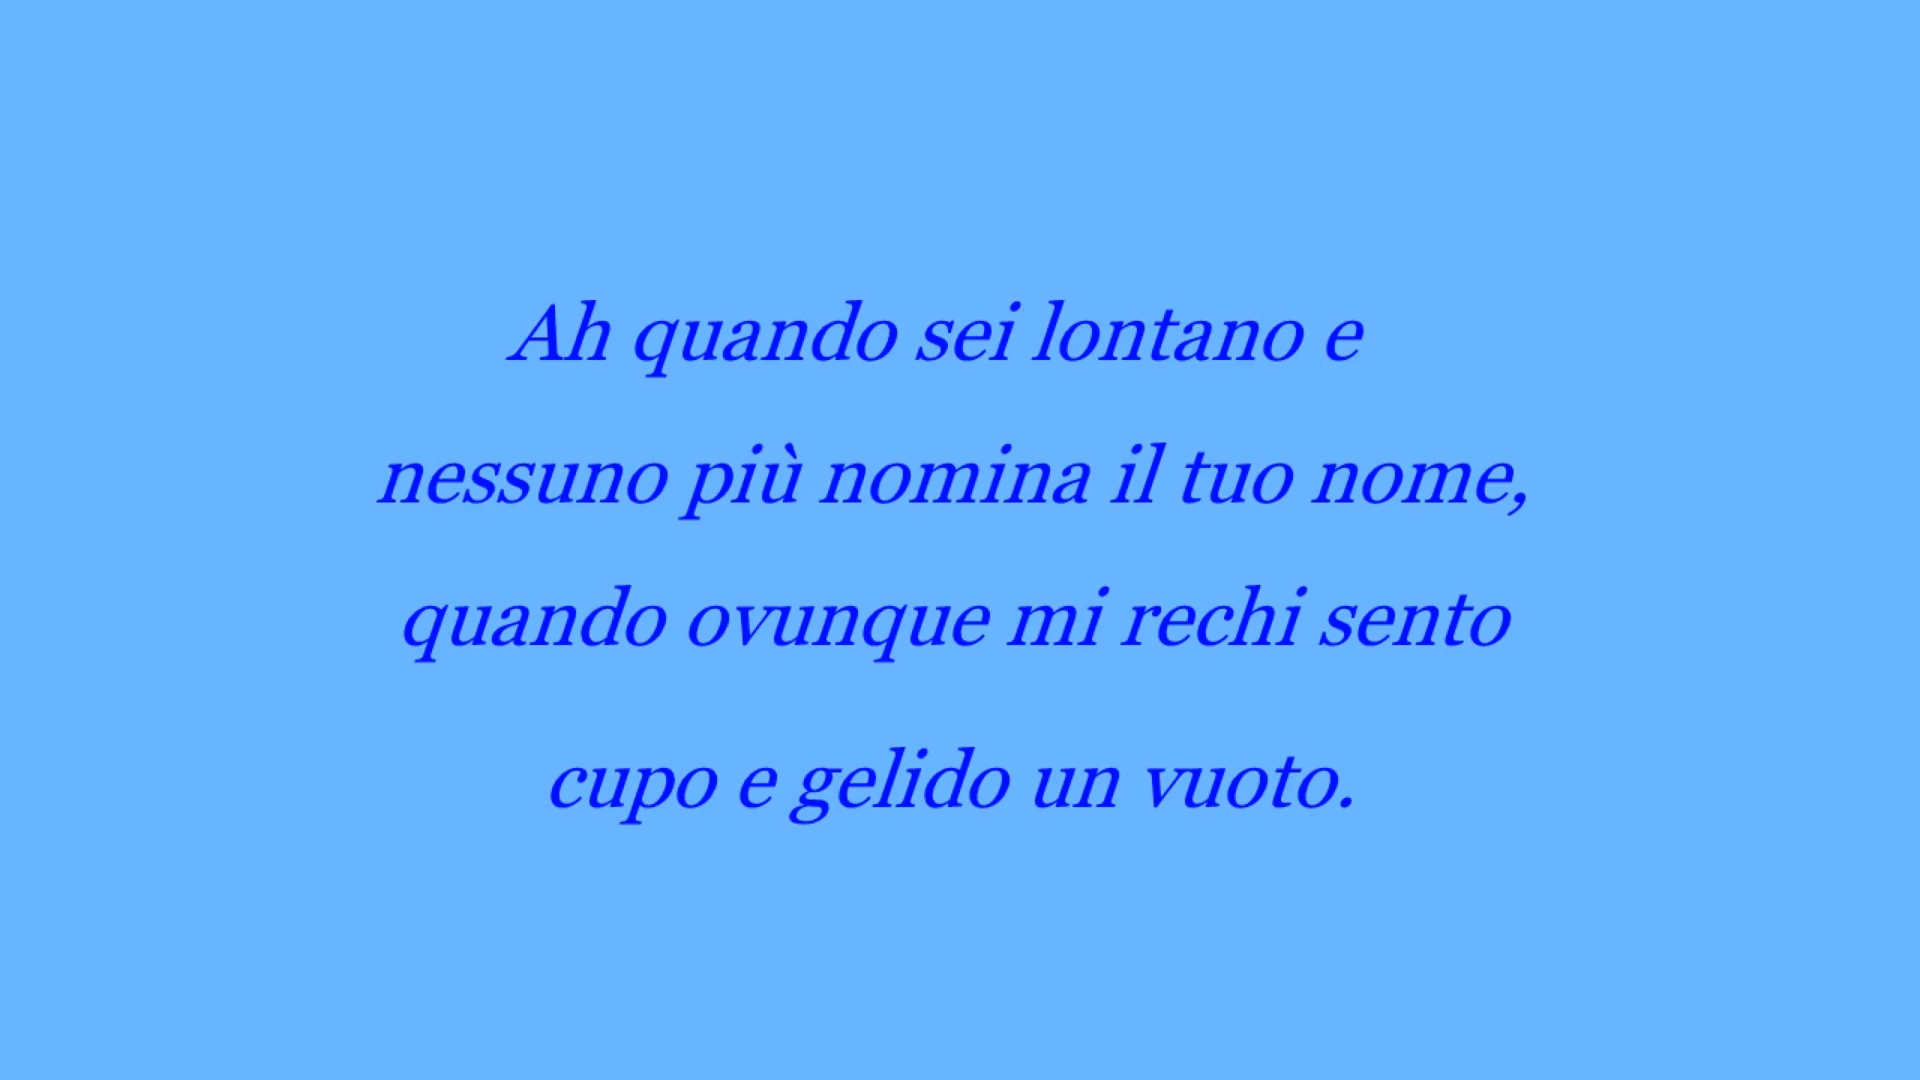 Ah quando sei lontano e
nessuno più nomina il tuo nome,
quando ovunque mi rechi sento
cupo e gelido un vuoto.